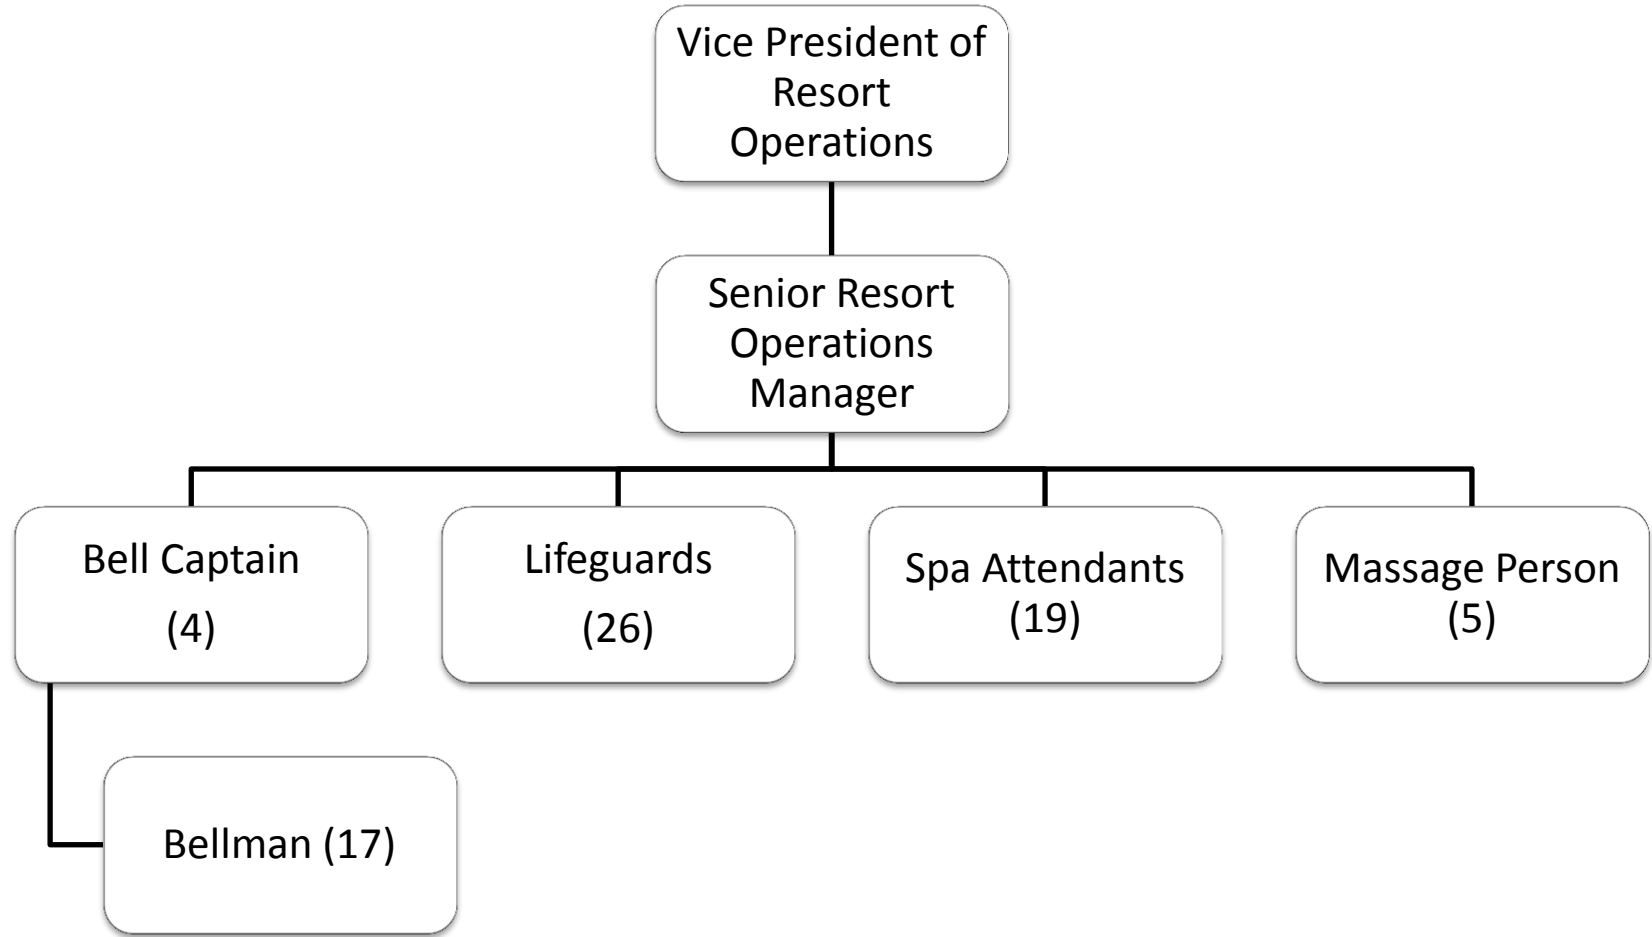 Vice President of
Resort
Operations
Senior Resort
Operations
Manager
Bell Captain
(4)
Lifeguards
(26)
Spa Attendants
(19)
Massage Person
(5)
Bellman (17)